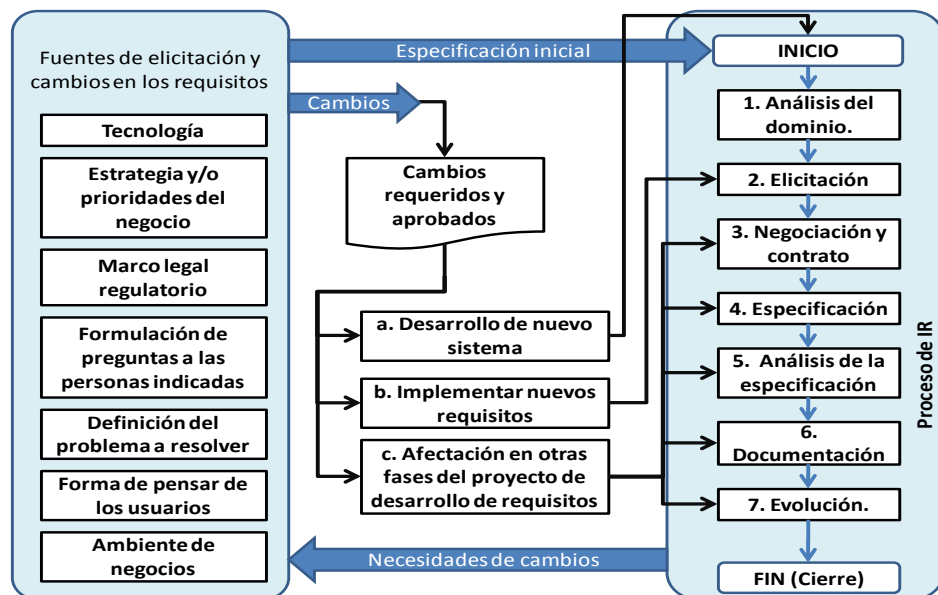 Fuentes de elicitación y
cambios en los requisitos
Tecnología
Estrategia y/o
prioridades del
negocio
Marco legal
regulatorio
Formulación de
preguntas a las
personas indicadas
Definición del
problema a resolver
Forma de pensar de
los usuarios
Ambiente de
negocios
Especificación inicial
Cambios
Cambios
requeridos y
aprobados
a. Desarrollo de nuevo
sistema
b. Implementar nuevos
requisitos
c. Afectación en otras
fases del proyecto de
desarrollo de requisitos
Necesidades de cambios
INICIO
1. Análisis del
dominio.
2. Elicitación
3. Negociación y
contrato
4. Especificación
5. Análisis de la
especificación
6.
Documentación
7. Evolución.
FIN (Cierre)
Proceso de IR